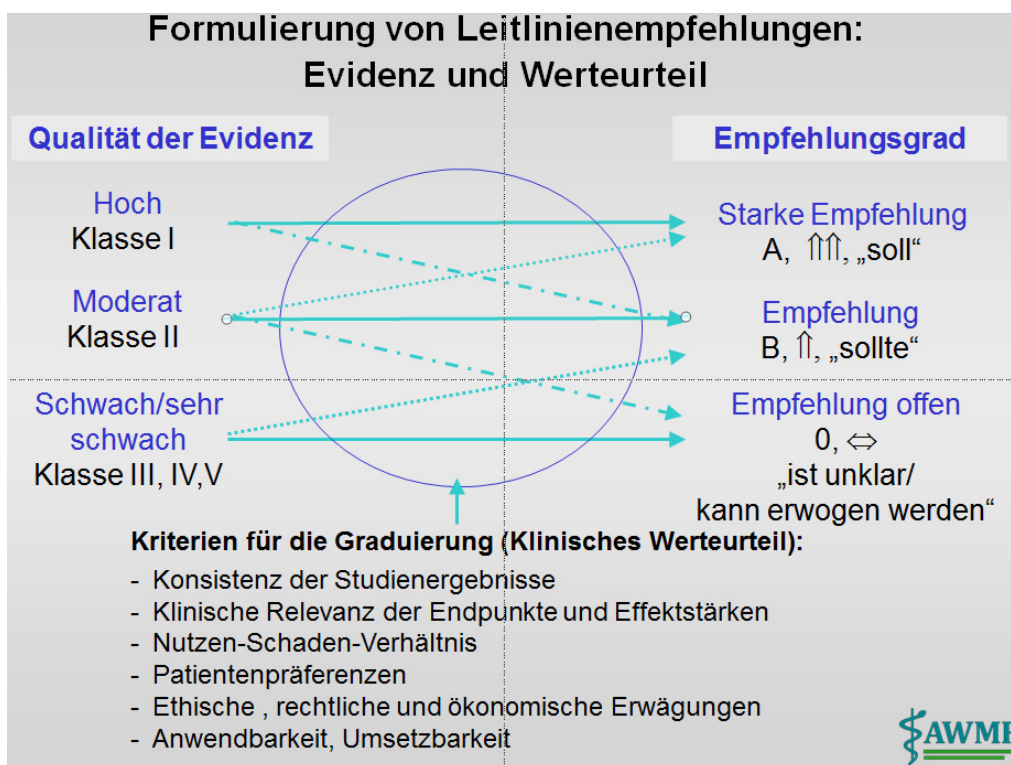 Formulierung von Leitlinienempfehlungen:
Evidenz und Werteurteil
Qualität der Evidenz
Empfehlungsgrad
Hoch
Klasse I
Starke Empfehlung
A, ⇑⇑, „soll“
Moderat
Klasse II
Empfehlung
B, ⇑, „sollte“
Schwach/sehr
schwach
Klasse III, IV,V
Empfehlung offen
0, ⇔
„ist unklar/
kann erwogen werden“
Kriterien für die Graduierung (Klinisches Werteurteil):
- Konsistenz der Studienergebnisse
- Klinische Relevanz der Endpunkte und Effektstärken
- Nutzen-Schaden-Verhältnis
- Patientenpräferenzen
- Ethische , rechtliche und ökonomische Erwägungen
- Anwendbarkeit, Umsetzbarkeit
AWMF